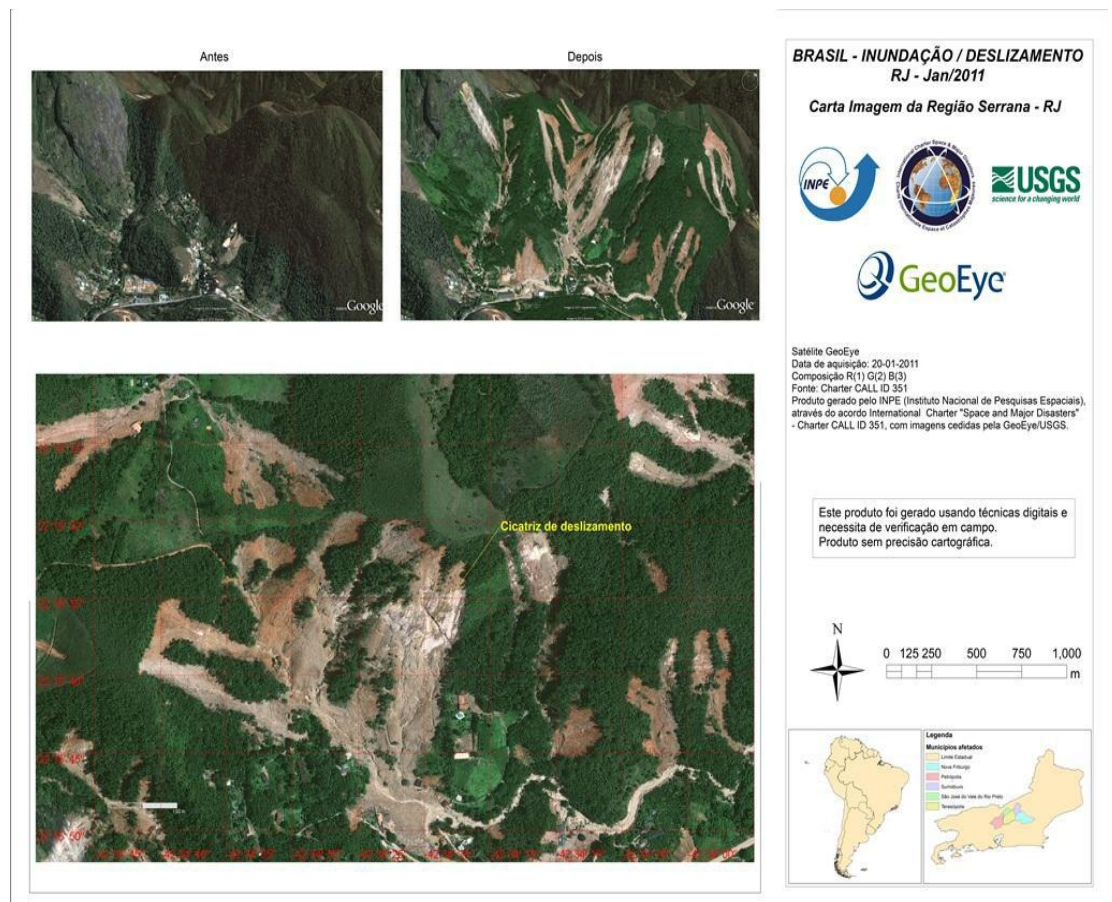 Antes
Depois
Google
Google
Cicatriz de deslizamento
BRASIL - INUNDAÇÃO / DESLIZAMENTO
RJ - Jan/2011
Carta Imagem da Região Serrana - RJ
INPE
USGS
science for a changing world
GeoEye
Satélite GeoEye
Data de aquisição: 20-01-2011
Composição R(1) G(2) B(3)
Fonte: Charter CALL ID 351
Produto gerado pelo INPE (Instituto Nacional de Pesquisas Espaciais),
através do acordo International Charter "Space and Major Disasters"
- Charter CALL ID 351, com imagens cedidas pela GeoEye/USGS.
Este produto foi gerado usando técnicas digitais e
necessita de verificação em campo.
Produto sem precisão cartográfica.
N
0 125 250 500 750 1,000
m
Legenda
Municípios afetados
Limite Estadual
Nova Friburgo
Petrópolis
Sumidouro
São José do Vale do Rio Preto
Teresópolis